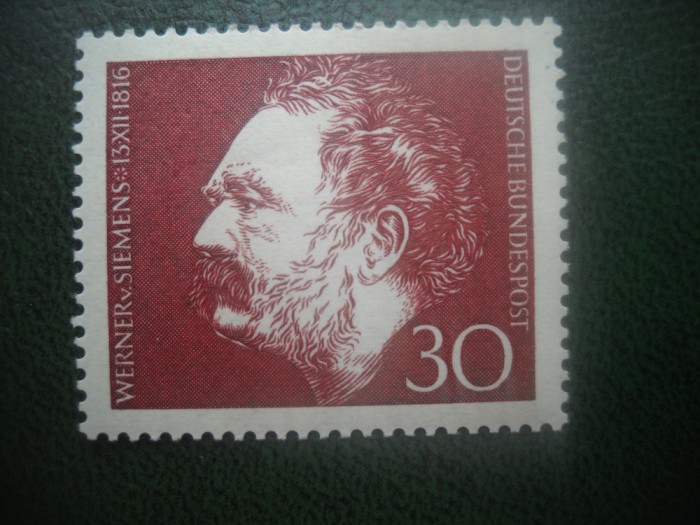 WERNER v. SIEMENS ✲ 13·XII·1816
DEUTSCHE BUNDESPOST
30